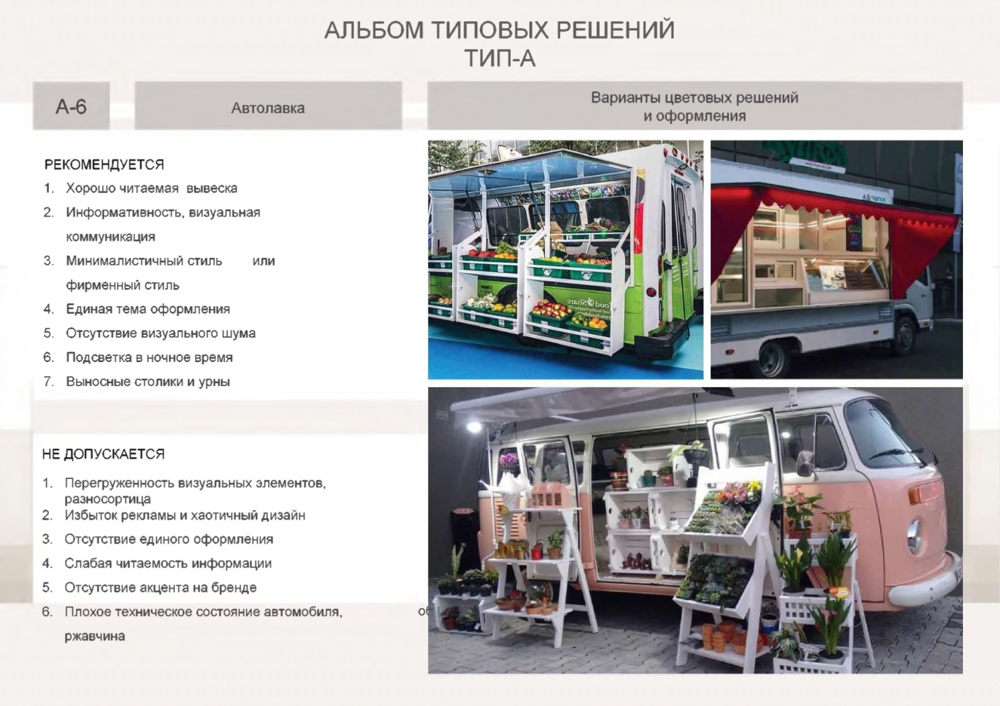 АЛЬБОМ ТИПОВЫХ РЕШЕНИЙ
ТИП-А
А-6
Автолавка
Варианты цветовых решений
и оформления
РЕКОМЕНДУЕТСЯ
1. Хорошо читаемая вывеска
2. Информативность, визуальная
коммуникация
3. Минималистичный стиль или
фирменный стиль
4. Единая тема оформления
5. Отсутствие визуального шума
6. Подсветка в ночное время
7. Выносные столики и урны
НЕ ДОПУСКАЕТСЯ
1. Перегруженность визуальных элементов,
разносортица
2. Избыток рекламы и хаотичный дизайн
3. Отсутствие единого оформления
4. Слабая читаемость информации
5. Отсутствие акцента на бренде
6. Плохое техническое состояние автомобиля,
ржавчина